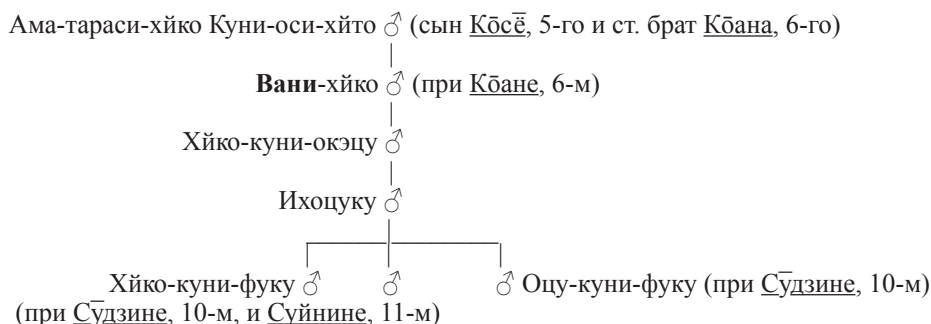 Ама-тараси-хйко Куни-оси-хйто ♂ (сын Ко̄сё̄, 5-го и ст. брат Ко̄ана, 6-го)
Вани-хйко ♂ (при Ко̄ане, 6-м)
Хйко-куни-окэцу ♂
Ихоцуку ♂
Хйко-куни-фуку ♂ ♂ ♂ Оцу-куни-фуку (при Сӯдзине, 10-м)
(при Сӯдзине, 10-м, и Суйнине, 11-м)